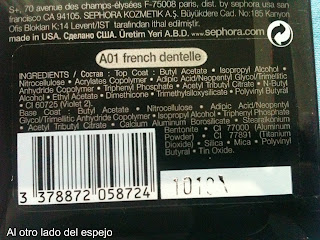 S+, 70 avenue des champs-élysées F-75008 paris, dist. by sephora usa san
francisco CA 94105. SEPHORA KOZMETIK A.Ş. Büyükdere Cad. No:185 Kanyon
Ofis Blokları K:14 Levent/İST tarafından ithal edilmiştir.
made in USA. Сделано США. Üretim Yeri A.B.D. www.sephora.com
A01 french dentelle
INGREDIENTS / Состав : Top Coat : Butyl Acetate • Isopropyl Alcohol •
Nitrocellulose • Acrylates Copolymer • Adipic Acid/Neopentyl Glycol/Trimellitic
Anhydride Copolymer • Triphenyl Phosphate • Acetyl Tributyl Citrate • N-Butyl
Alcohol • Ethyl Acetate • Dimethicone • Trimethylsiloxysilicate • Polyvinyl Butyral
• CI 60725 (Violet 2).
Base Coat : Butyl Acetate • Nitrocellulose • Adipic Acid/Neopentyl
Glycol/Trimellitic Anhydride Copolymer • Isopropyl Alcohol •
Acetyl Tributyl Citrate • Calcium Aluminum Borosilicate • Stearalkonium
Bentonite • CI 77000 (Aluminum
Powder) • CI 77891 (Titanium
Dioxide) • Silica • Mica • Polyvinyl
Butyral • Tin Oxide.
3 378872 058724
Al otro lado del espejo